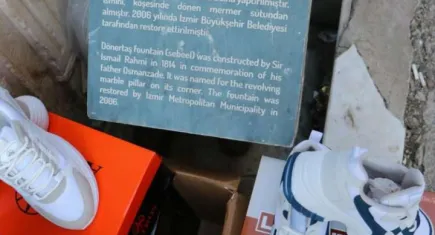 yaptırılmıştır.
ismini, köşesinde dönen mermer sütundan
almıştır. 2006 yılında İzmir Büyükşehir Belediyesi
tarafından restore ettirilmiştir.
Dönertaş fountain (sebeel) was constructed by Sir
Ismail Rahmi in 1814 in commemoration of his
father Osmanzade. It was named for the revolving
marble pillar on its corner. The fountain was
restored by Izmir Metropolitan Municipality in
2006.